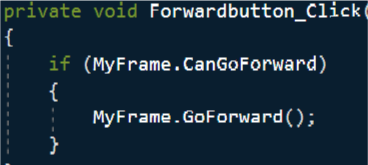 private void Forwardbutton_Click(
{
if (MyFrame.CanGoForward)
{
MyFrame.GoForward();
}